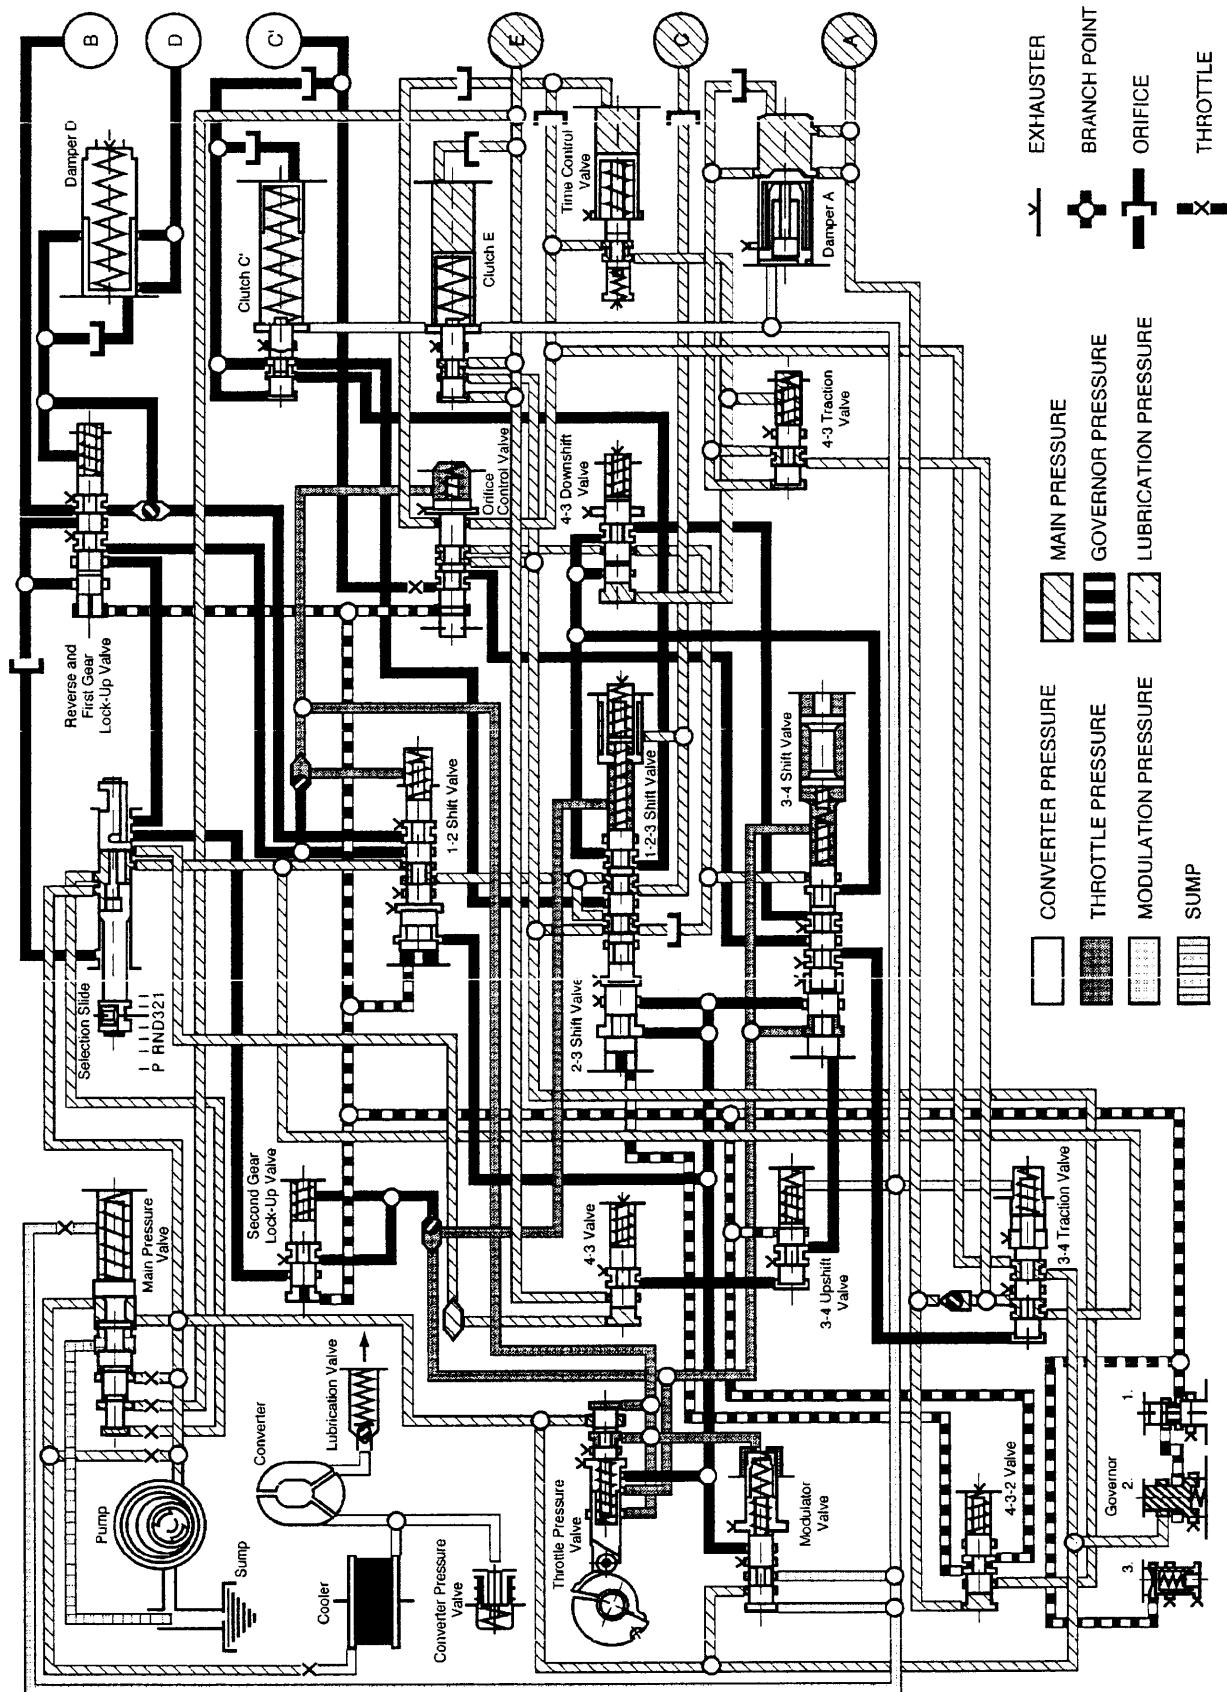 B
D
C'
E
C
A
Damper D
Clutch C'
Clutch E
Time Control
Valve
Damper A
Reverse and
First Gear
Lock-Up Valve
Orifice
Control Valve
4-3 Downshift
Valve
4-3 Traction
Valve
Selection Slide
P RND321
1-2 Shift Valve
1-2-3 Shift Valve
2-3 Shift Valve
3-4 Shift Valve
Main Pressure
Valve
Second Gear
Lock-Up Valve
4-3 Valve
3-4 Upshift
Valve
3-4 Traction Valve
Pump
Sump
Lubrication Valve
Converter
Cooler
Converter Pressure
Valve
Throttle Pressure
Valve
Modulator
Valve
4-3-2 Valve
Governor
1.
2.
3.
CONVERTER PRESSURE
THROTTLE PRESSURE
MODULATION PRESSURE
SUMP
MAIN PRESSURE
GOVERNOR PRESSURE
LUBRICATION PRESSURE
EXHAUSTER
BRANCH POINT
ORIFICE
THROTTLE